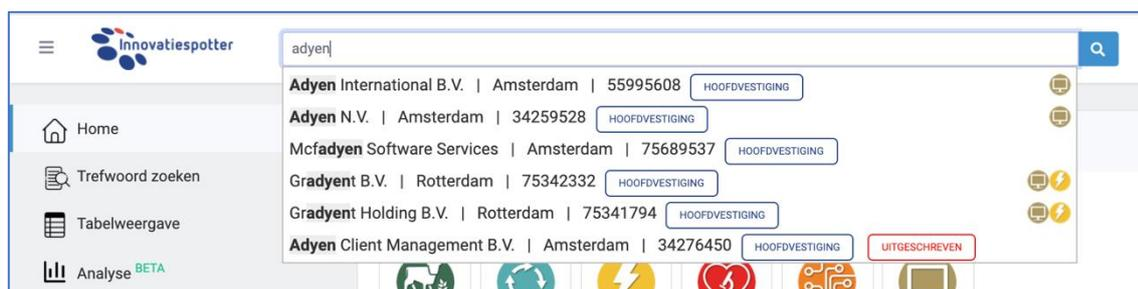 Innovatiespotter
adyen
Adyen International B.V. | Amsterdam | 55995608 HOOFDVESTIGING
Adyen N.V. | Amsterdam | 34259528 HOOFDVESTIGING
Mcfadyen Software Services | Amsterdam | 75689537 HOOFDVESTIGING
Gradyent B.V. | Rotterdam | 75342332 HOOFDVESTIGING
Gradyent Holding B.V. | Rotterdam | 75341794 HOOFDVESTIGING
Adyen Client Management B.V. | Amsterdam | 34276450 HOOFDVESTIGING UITGESCHREVEN
Home
Trefwoord zoeken
Tabelweergave
Analyse BETA